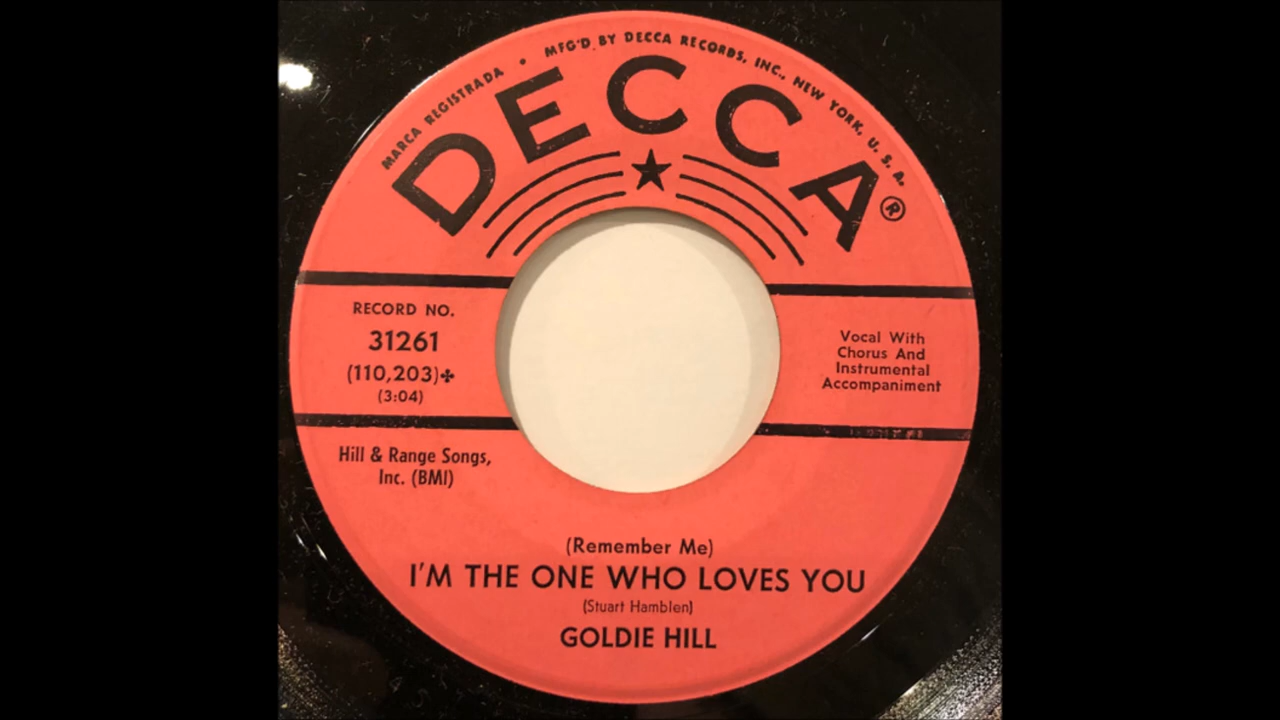 MARCA REGISTRADA • MFG'D. BY DECCA RECORDS, INC., NEW YORK, U. S. A.
DECCA®
RECORD NO.
31261
(110,203)✤
(3:04)
Vocal With
Chorus And
Instrumental
Accompaniment
Hill & Range Songs,
Inc. (BMI)
(Remember Me)
I'M THE ONE WHO LOVES YOU
(Stuart Hamblen)
GOLDIE HILL